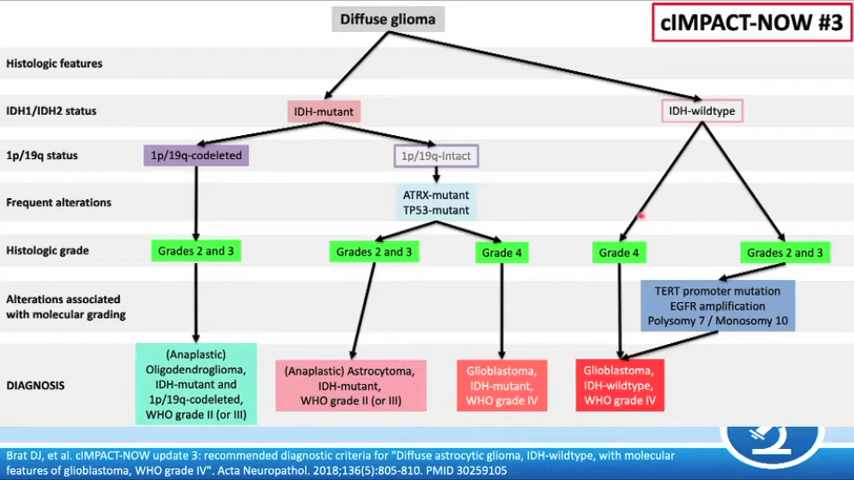 Diffuse glioma
cIMPACT-NOW #3
Histologic features
IDH1/IDH2 status
IDH-mutant
IDH-wildtype
1p/19q status
1p/19q-codeleted
1p/19q-intact
Frequent alterations
ATRX-mutant
TP53-mutant
Histologic grade
Grades 2 and 3
Grades 2 and 3
Grade 4
Grade 4
Grades 2 and 3
Alterations associated
with molecular grading
TERT promoter mutation
EGFR amplification
Polysomy 7 / Monosomy 10
DIAGNOSIS
(Anaplastic)
Oligodendroglioma,
IDH-mutant and
1p/19q-codeleted,
WHO grade II (or III)
(Anaplastic) Astrocytoma,
IDH-mutant,
WHO grade II (or III)
Glioblastoma,
IDH-mutant,
WHO grade IV
Glioblastoma,
IDH-wildtype,
WHO grade IV
Brat DJ, et al. cIMPACT-NOW update 3: recommended diagnostic criteria for "Diffuse astrocytic glioma, IDH-wildtype, with molecular
features of glioblastoma, WHO grade IV". Acta Neuropathol. 2018;136(5):805-810. PMID 30259105